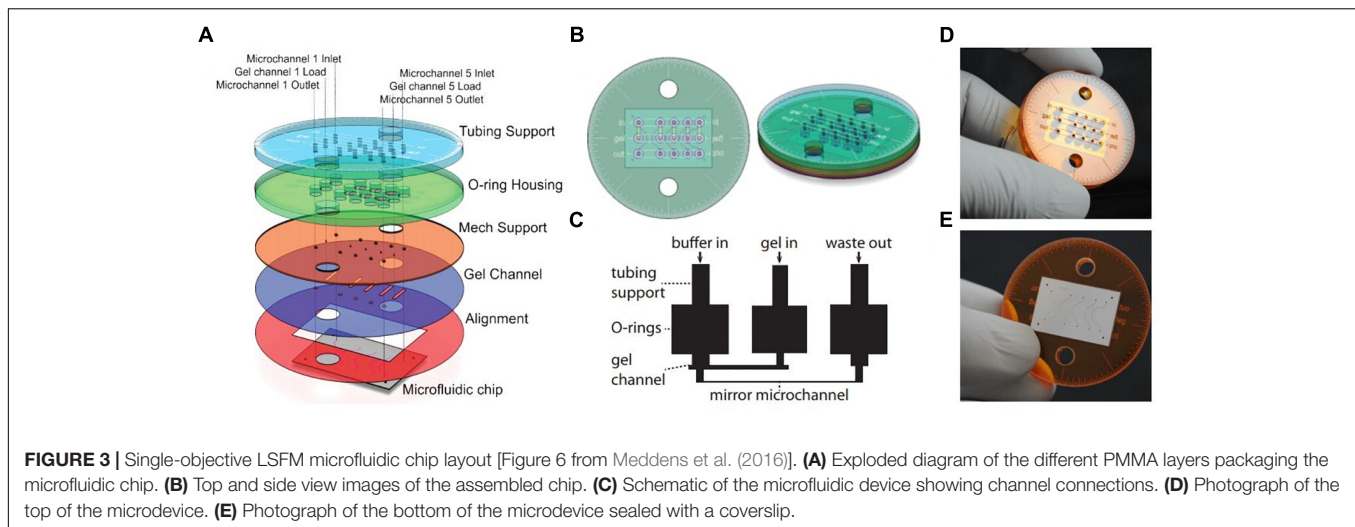 A
Microchannel 1 Inlet
Gel channel 1 Load
Microchannel 1 Outlet
Microchannel 5 Inlet
Gel channel 5 Load
Microchannel 5 Outlet
Tubing Support
O-ring Housing
Mech Support
Gel Channel
Alignment
Microfluidic chip
B
in
gel
out
C
buffer in
gel in
waste out
tubing
support
O-rings
gel
channel
mirror microchannel
D
E
FIGURE 3 | Single-objective LSFM microfluidic chip layout [Figure 6 from Meddens et al. (2016)]. (A) Exploded diagram of the different PMMA layers packaging the
microfluidic chip. (B) Top and side view images of the assembled chip. (C) Schematic of the microfluidic device showing channel connections. (D) Photograph of the
top of the microdevice. (E) Photograph of the bottom of the microdevice sealed with a coverslip.